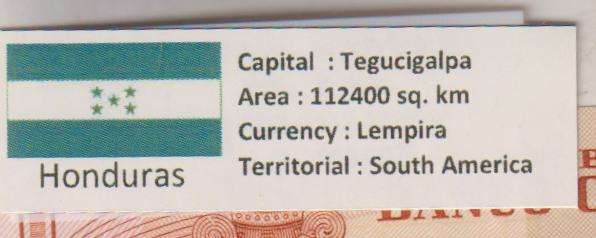 Honduras
Capital : Tegucigalpa
Area : 112400 sq. km
Currency : Lempira
Territorial : South America